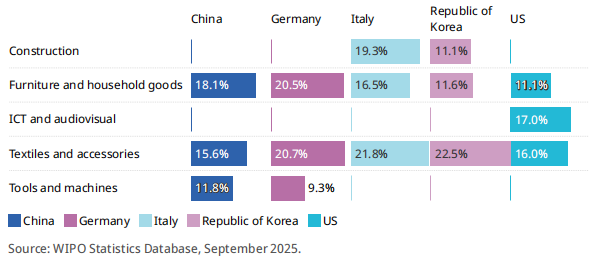 China Germany Italy Republic of Korea US
Construction 19.3% 11.1%
Furniture and household goods 18.1% 20.5% 16.5% 11.6% 11.1%
ICT and audiovisual 17.0%
Textiles and accessories 15.6% 20.7% 21.8% 22.5% 16.0%
Tools and machines 11.8% 9.3%
China Germany Italy Republic of Korea US
Source: WIPO Statistics Database, September 2025.